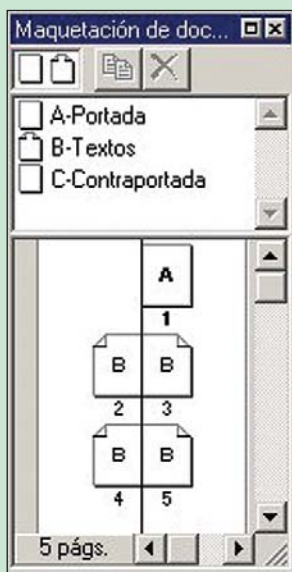 Maquetación de doc...
A-Portada
B-Textos
C-Contraportada
A
1
B B
2 3
B B
4 5
5 págs.